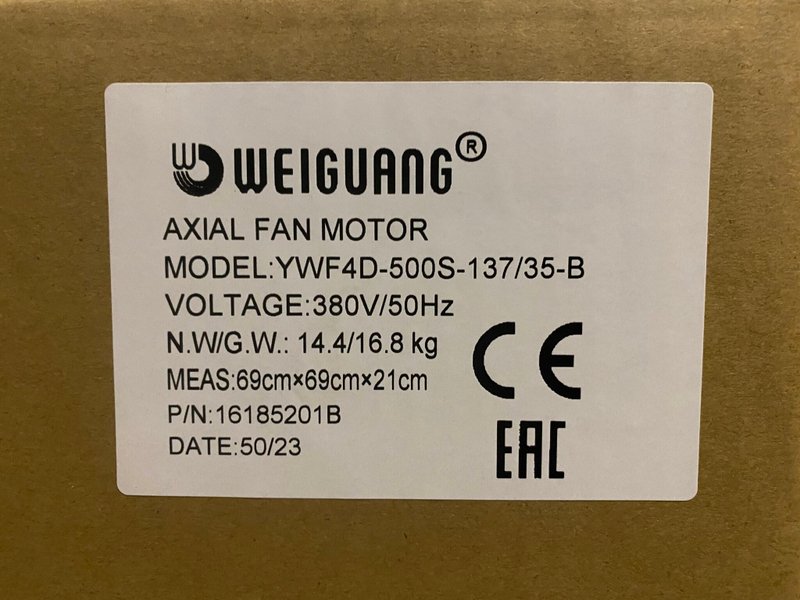 WEIGUANG®
AXIAL FAN MOTOR
MODEL:YWF4D-500S-137/35-B
VOLTAGE:380V/50Hz
N.W/G.W.: 14.4/16.8 kg
MEAS:69cm×69cm×21cm
P/N:16185201B
DATE:50/23
CE
EAC